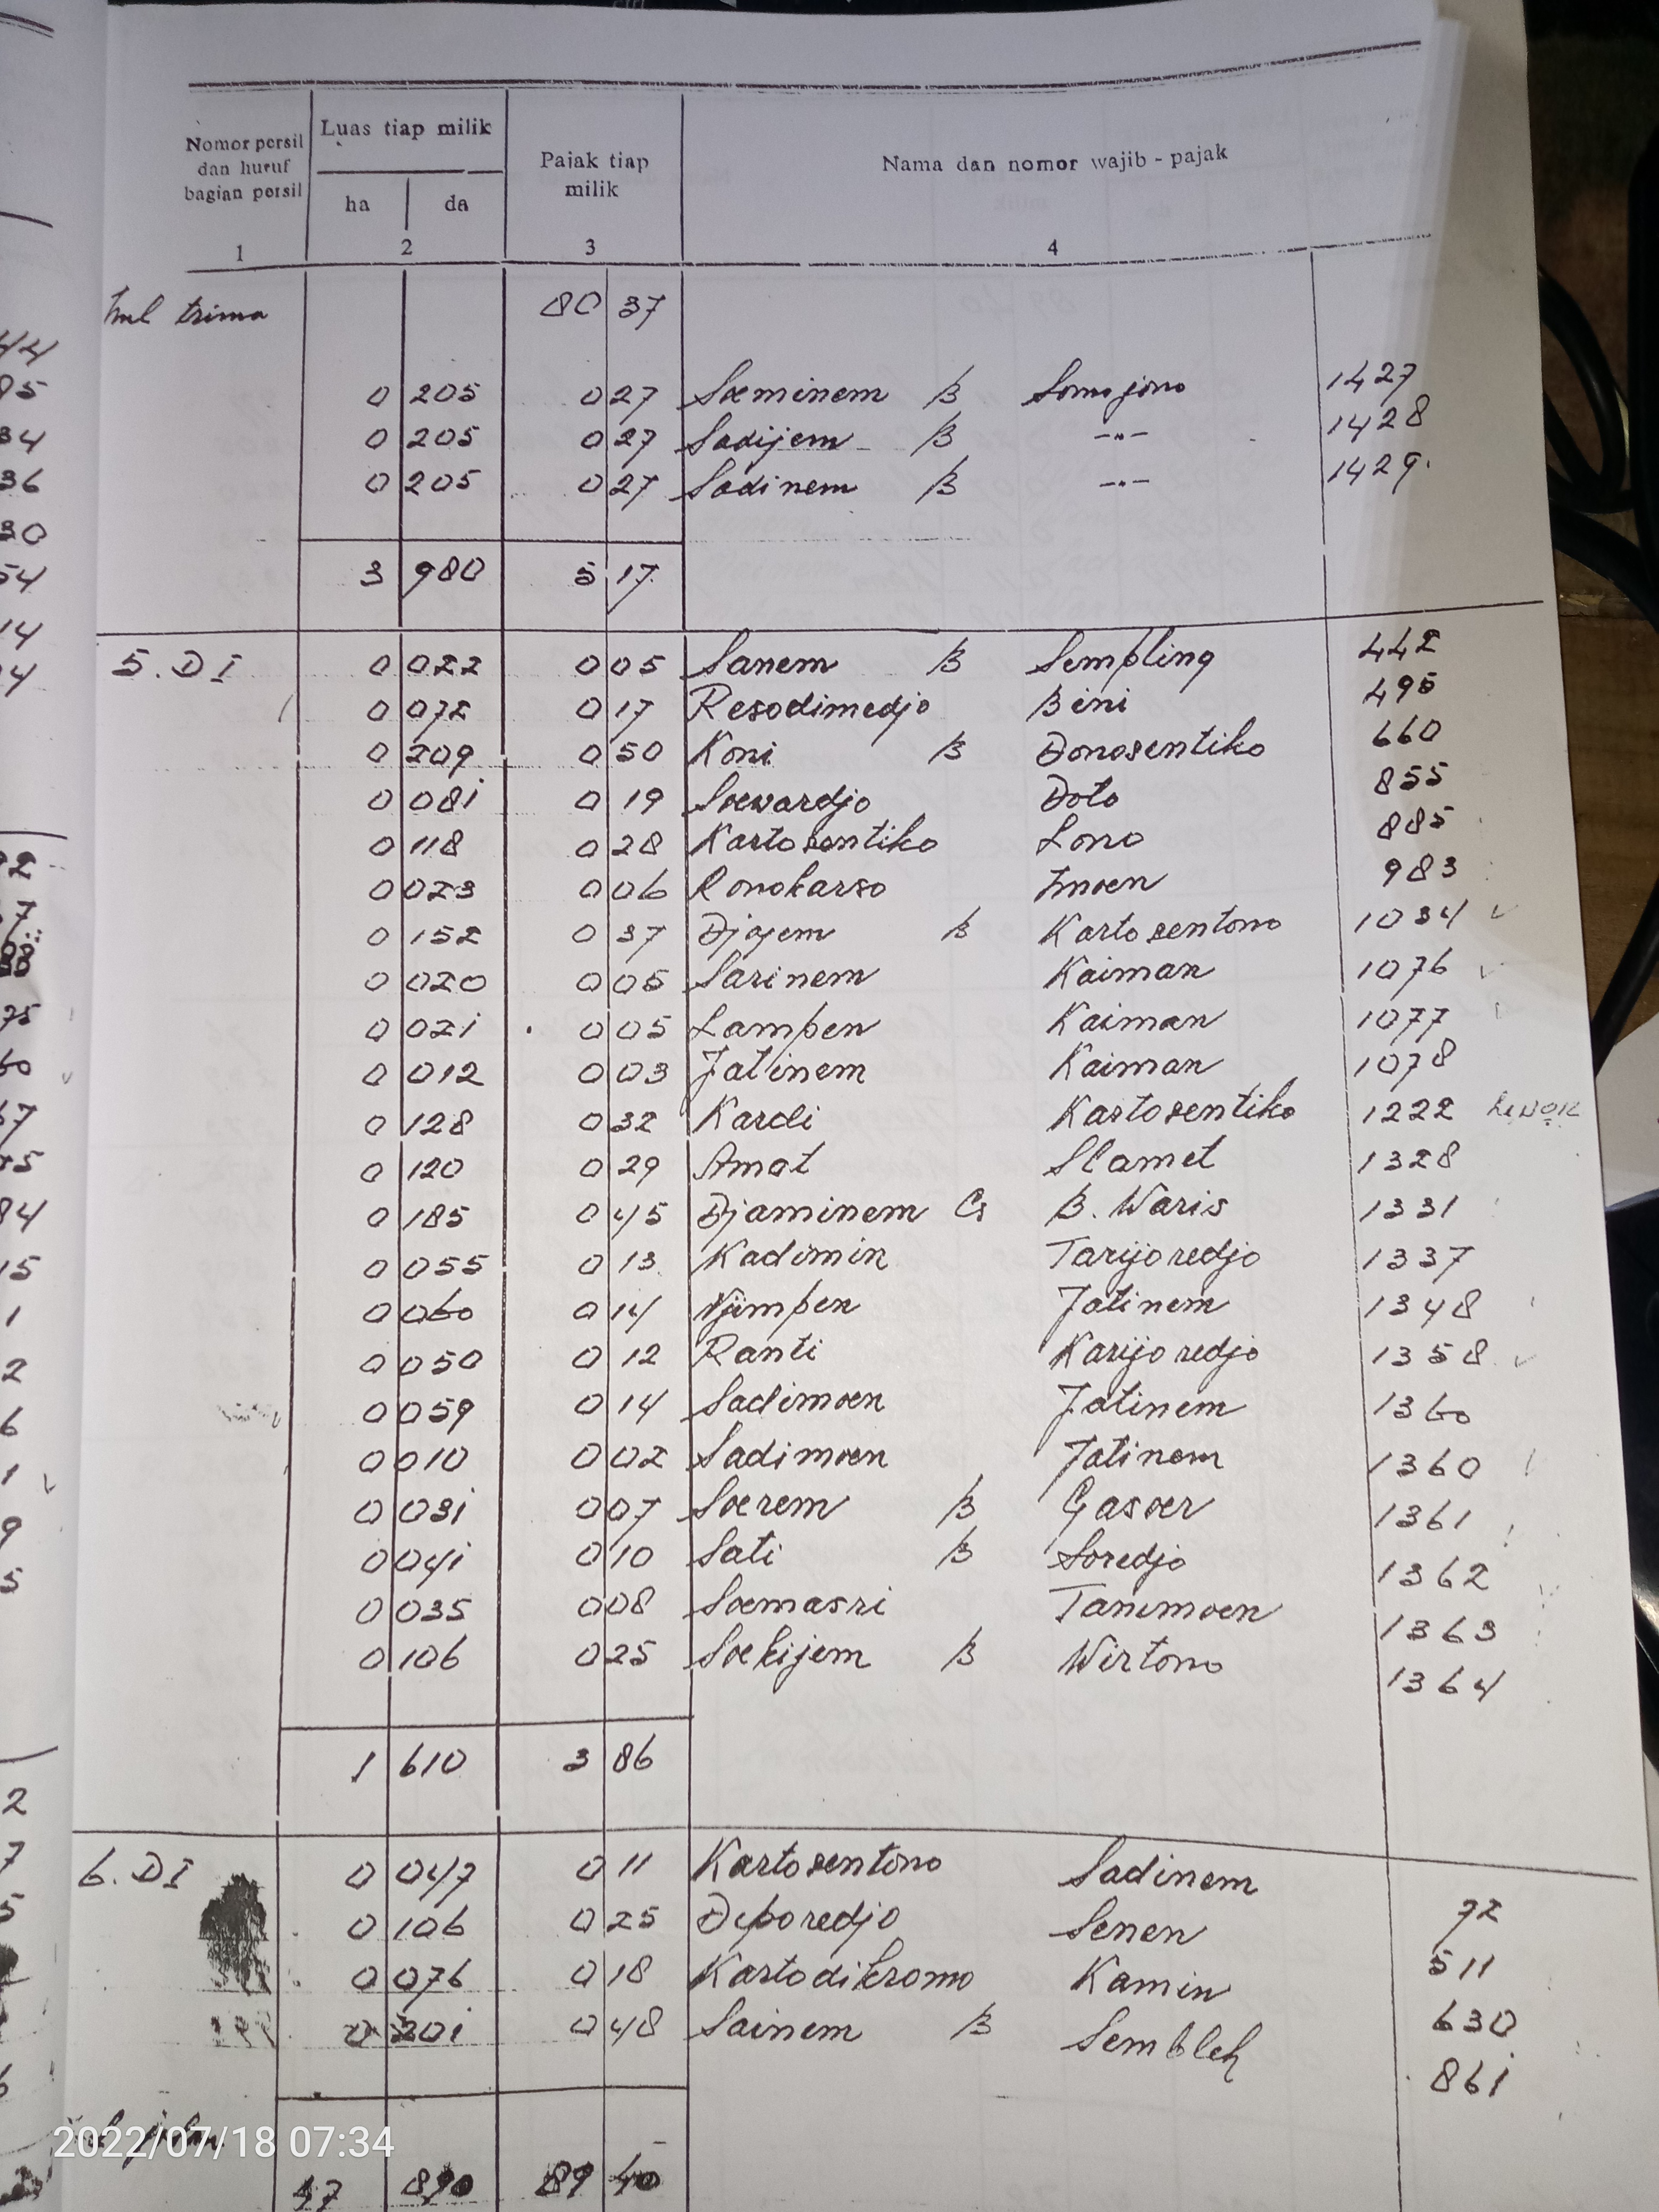 Nomor persil dan huruf bagian persil
Luas tiap milik
ha da
Pajak tiap milik
Nama dan nomor wajib - pajak
1 2 3 4
trima 80 37
0 205 0 27 Soeminem B Somojono 1427
0 205 0 27 Sadijem B -"- 1428
0 205 0 27 Sadinem B -"- 1429.
3 980 5 17
5. D I 0 022 0 05 Sanem B Sempling 442
0 072 0 17 Resodimedjo Bini 495
0 209 0 50 Koni B Donosentiko 660
0 081 0 19 Soewardjo Doto 855
0 118 0 28 Kartosentiko Lono 885
0 023 0 06 Ronokarso 983
0 152 0 37 Djojem B Kartosentono 1034
0 020 0 05 Sarinem Kaiman 1076
0 021 0 05 Lampen Kaiman 1077
0 012 0 03 Jatinem Kaiman 1078
0 128 0 32 Kardi Kartosentiko 1222
0 120 0 29 Amat Slamet 1328
0 185 0 45 Djaminem Cs B. Waris 1331
0 055 0 13 Kadimin Tarijoredjo 1337
0 060 0 14 Njimpen Jatinem 1348
0 050 0 12 Ranti Karijoredjo 1358
0 059 0 14 Sadimoen Jatinem 1360
0 010 0 02 Sadimoen Jatinem 1360
0 031 0 07 Soerem B Gasoer 1361
0 041 0 10 Sati B Soredjo 1362
0 035 0 08 Soemasri Tanimoen 1363
0 106 0 25 Soekijem B Wirtono 1364
1 610 3 86
6. D I 0 047 0 11 Kartosentono Sadinem 72
0 106 0 25 Deporedjo Senen 511
0 076 0 18 Kartodikromo Kamin 630
0 201 0 48 Sainem B Sembleh 861
47 890 89 40
2022/07/18 07:34